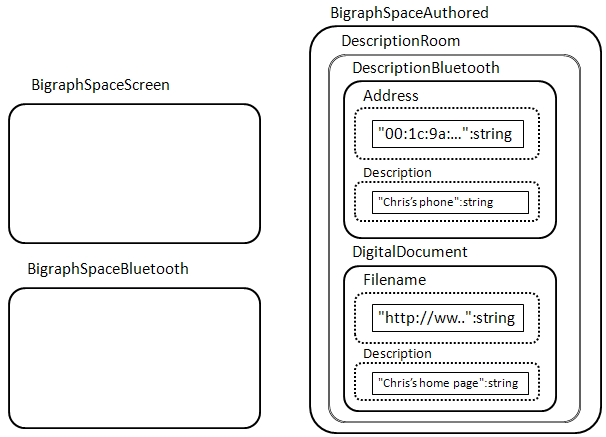 BigraphSpaceScreen
BigraphSpaceBluetooth
BigraphSpaceAuthored
DescriptionRoom
DescriptionBluetooth
Address
"00:1c:9a:...":string
Description
"Chris's phone":string
DigitalDocument
Filename
"http://ww..":string
Description
"Chris's home page":string